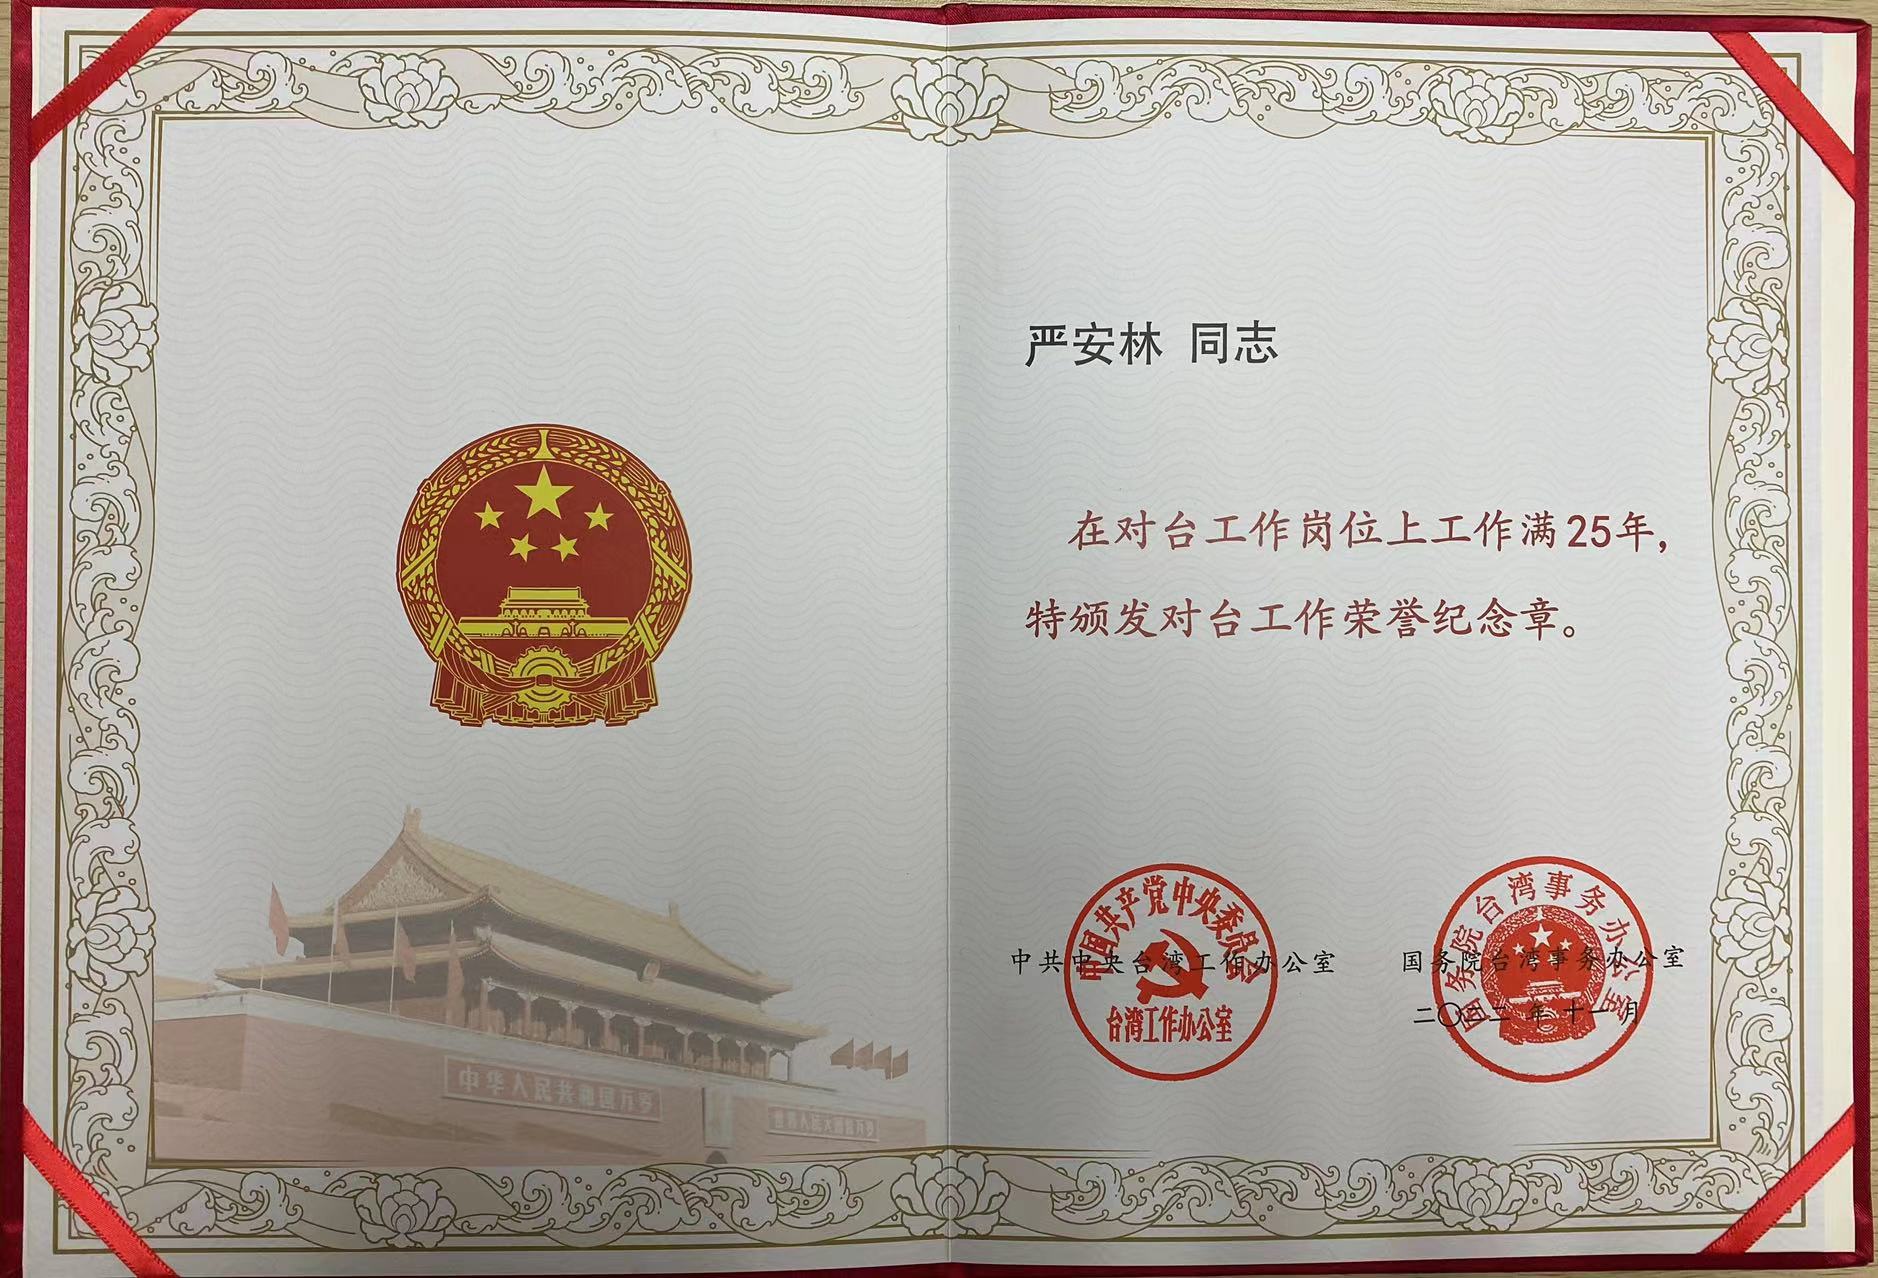 严安林 同志
在对台工作岗位上工作满25年，
特颁发对台工作荣誉纪念章。
中共中央台湾工作办公室
国务院台湾事务办公室
二〇二二年十一月
中国共产党中央委员会
台湾工作办公室
国务院台湾事务办公室
中华人民共和国万岁
世界人民大团结万岁